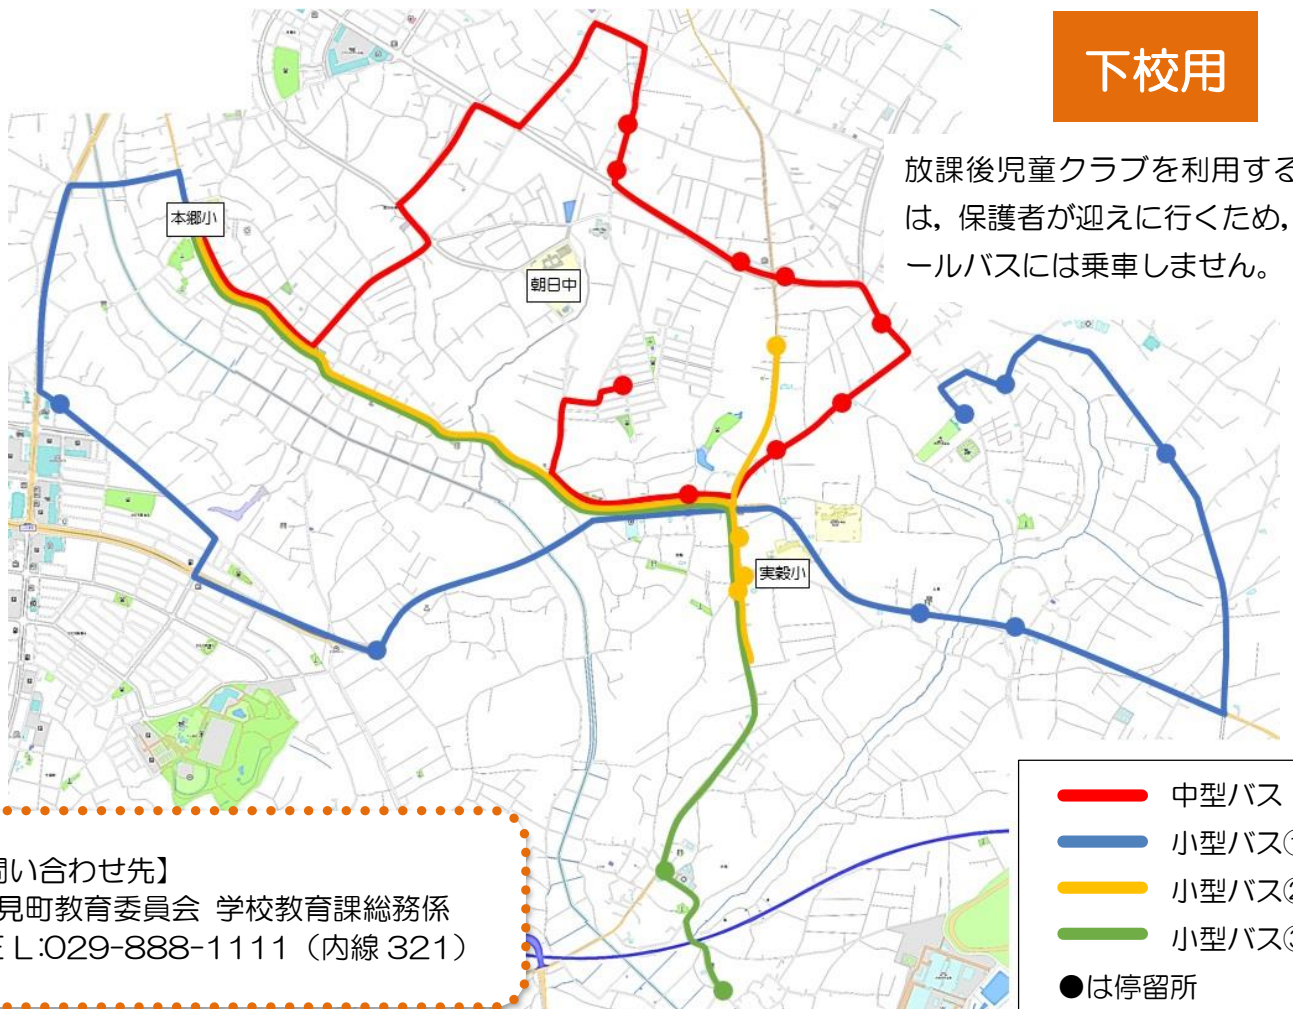 下校用
放課後児童クラブを利用する
は，保護者が迎えに行くため，
ールバスには乗車しません。
本郷小
朝日中
実穀小
中型バス
小型バス①
小型バス②
小型バス③
●は停留所
問い合わせ先】
見町教育委員会 学校教育課総務係
ＥＬ:029-888-1111（内線 321）